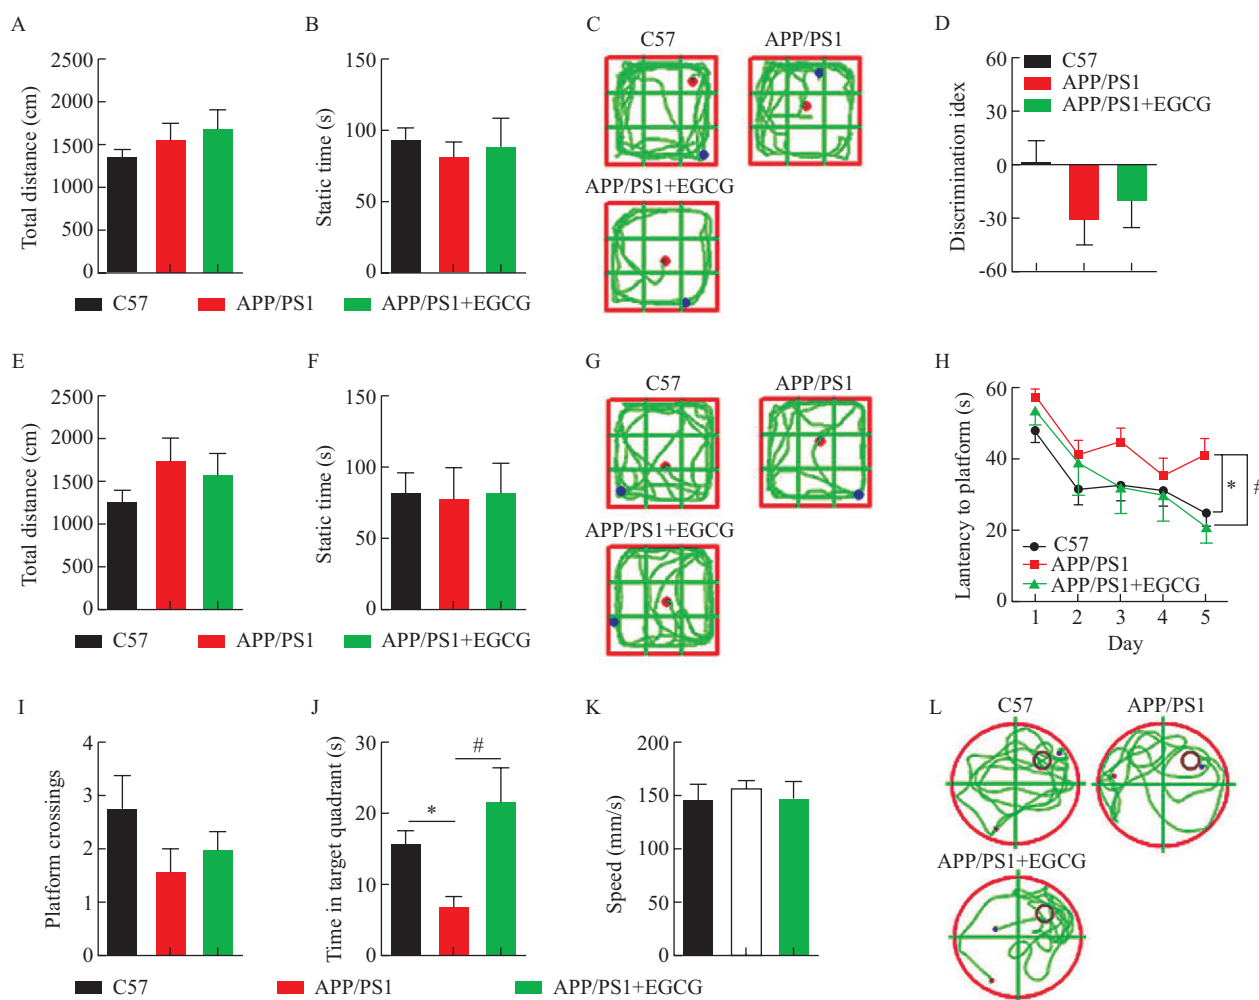 A
Total distance (cm)
2500
2000
1500
1000
500
0
B
Static time (s)
150
100
50
0
C
C57
APP/PS1
APP/PS1+EGCG
D
Discrimination idex
60
30
0
-30
-60
C57
APP/PS1
APP/PS1+EGCG
C57
APP/PS1
APP/PS1+EGCG
E
Total distance (cm)
2500
2000
1500
1000
500
0
F
Static time (s)
150
100
50
0
G
C57
APP/PS1
APP/PS1+EGCG
H
Lantency to platform (s)
60
40
20
0
*
#
C57
APP/PS1
APP/PS1+EGCG
1 2 3 4 5
Day
C57
APP/PS1
APP/PS1+EGCG
I
Platform crossings
4
3
2
1
0
J
Time in target quadrant (s)
30
20
10
0
*
#
K
Speed (mm/s)
200
150
100
50
0
L
C57
APP/PS1
APP/PS1+EGCG
C57
APP/PS1
APP/PS1+EGCG